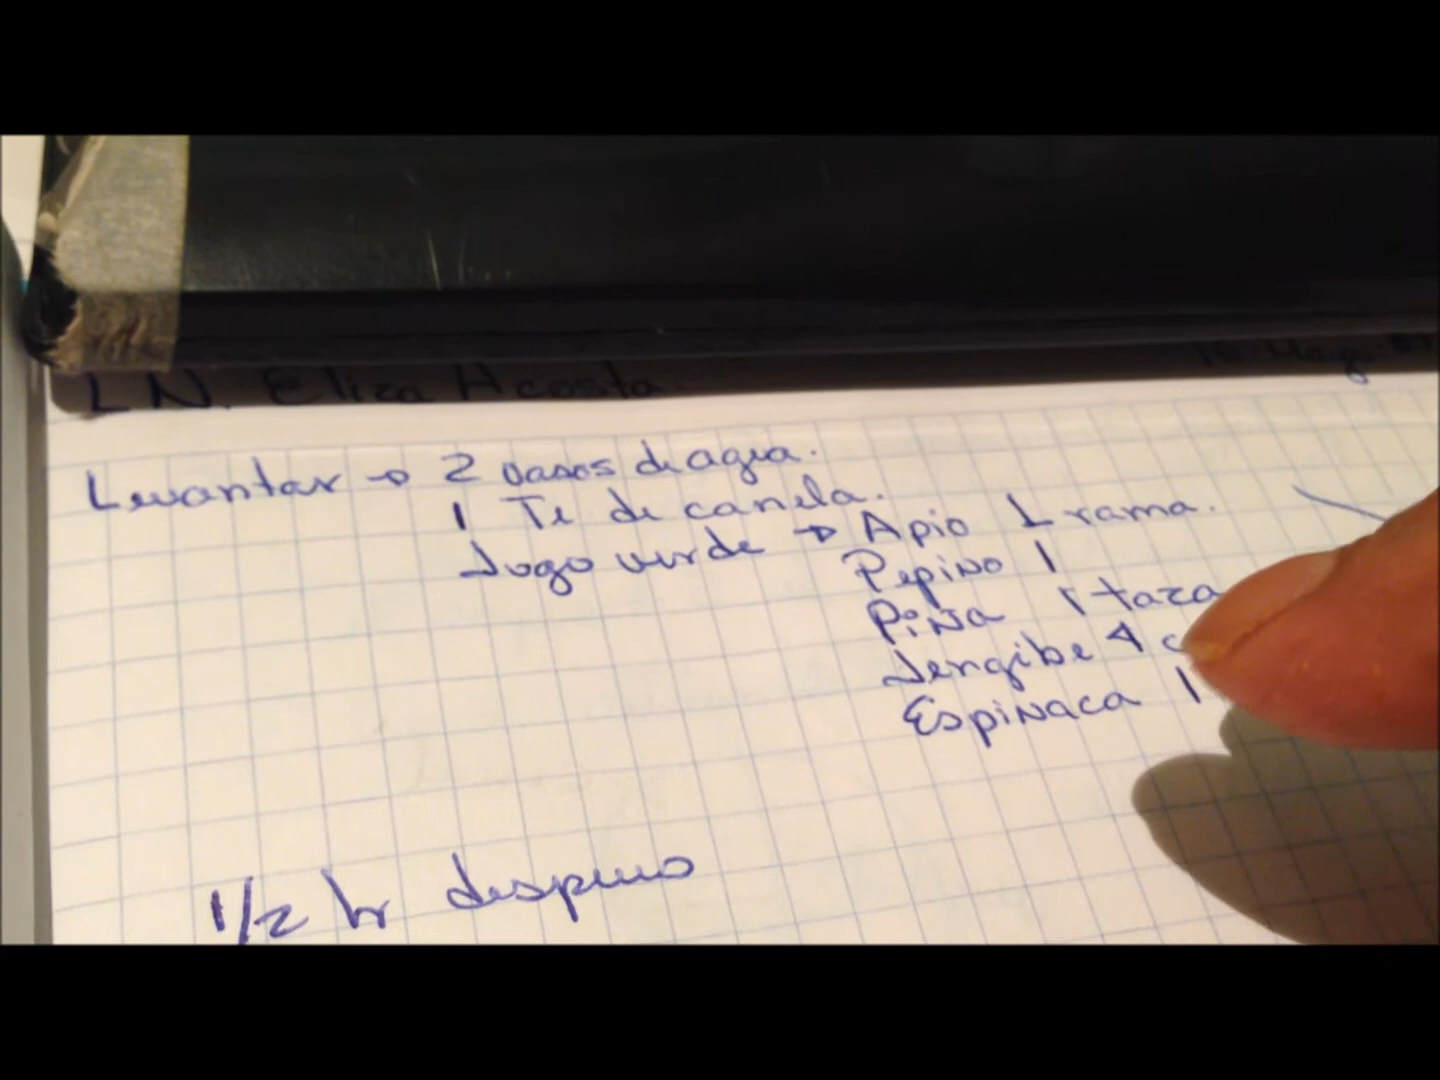 LN. Eliza Acosta.
Levantar → 2 vasos de agua.
1 Te de canela.
Jugo verde → Apio 1 rama.
Pepino 1
Piña 1 taza
Jengibe 4 c
Espinaca 1
1/2 hr despues